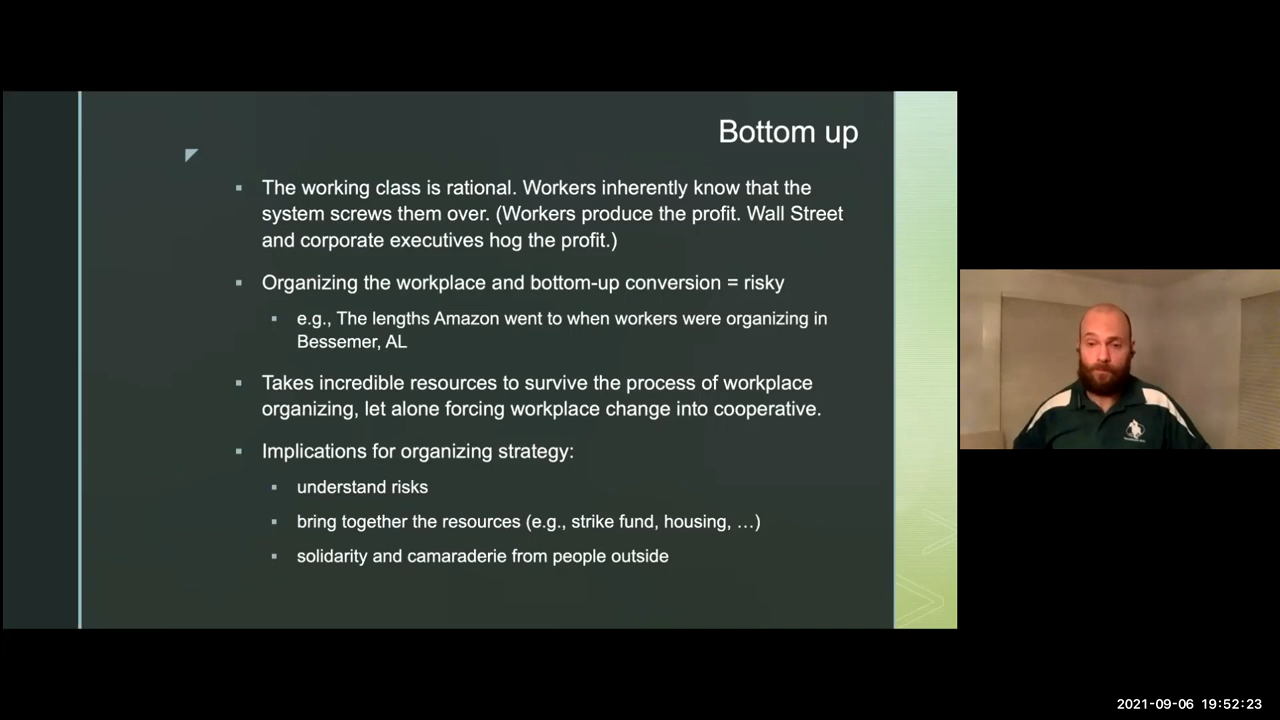 Bottom up
The working class is rational. Workers inherently know that the
system screws them over. (Workers produce the profit. Wall Street
and corporate executives hog the profit.)
Organizing the workplace and bottom-up conversion = risky
e.g., The lengths Amazon went to when workers were organizing in
Bessemer, AL
Takes incredible resources to survive the process of workplace
organizing, let alone forcing workplace change into cooperative.
Implications for organizing strategy:
understand risks
bring together the resources (e.g., strike fund, housing, …)
solidarity and camaraderie from people outside
2021-09-06 19:52:23